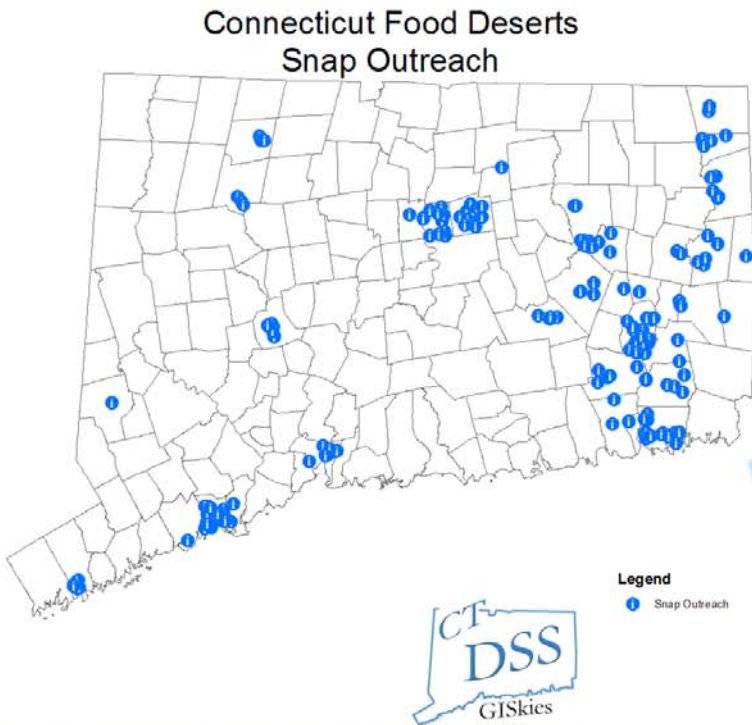 Connecticut Food Deserts
Snap Outreach
Legend
Snap Outreach
CT
DSS
GISkies